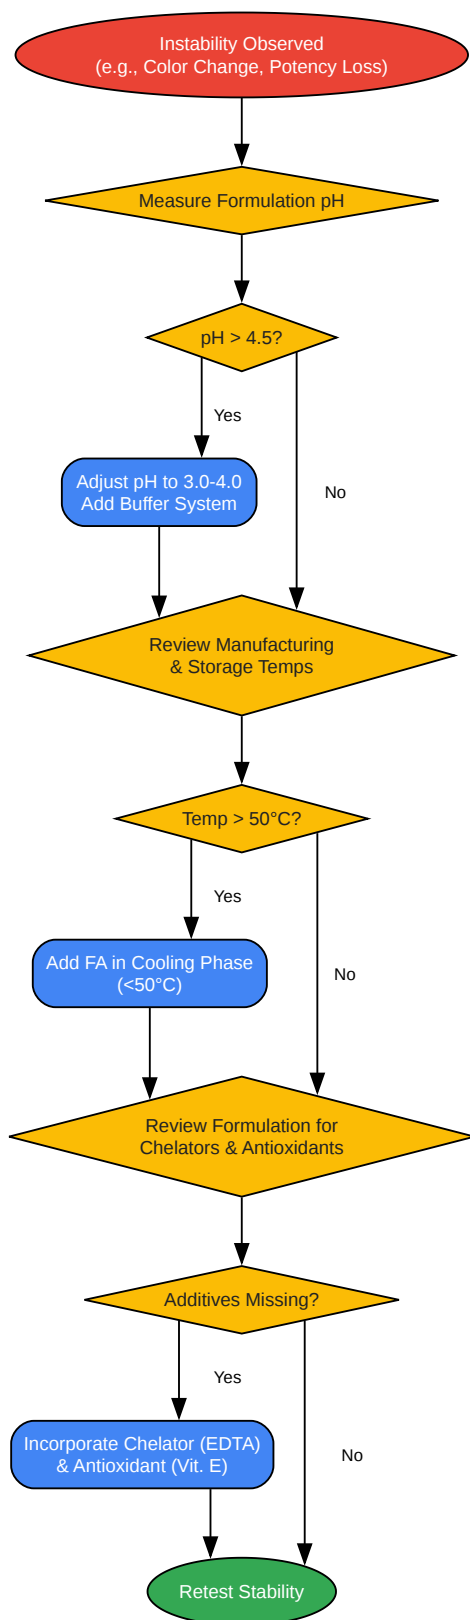 Instability Observed
(e.g., Color Change, Potency Loss)
Measure Formulation pH
pH > 4.5?
Yes
Adjust pH to 3.0-4.0
Add Buffer System
No
Review Manufacturing
& Storage Temps
Temp > 50°C?
Yes
Add FA in Cooling Phase
(<50°C)
No
Review Formulation for
Chelators & Antioxidants
Additives Missing?
Yes
Incorporate Chelator (EDTA)
& Antioxidant (Vit. E)
No
Retest Stability